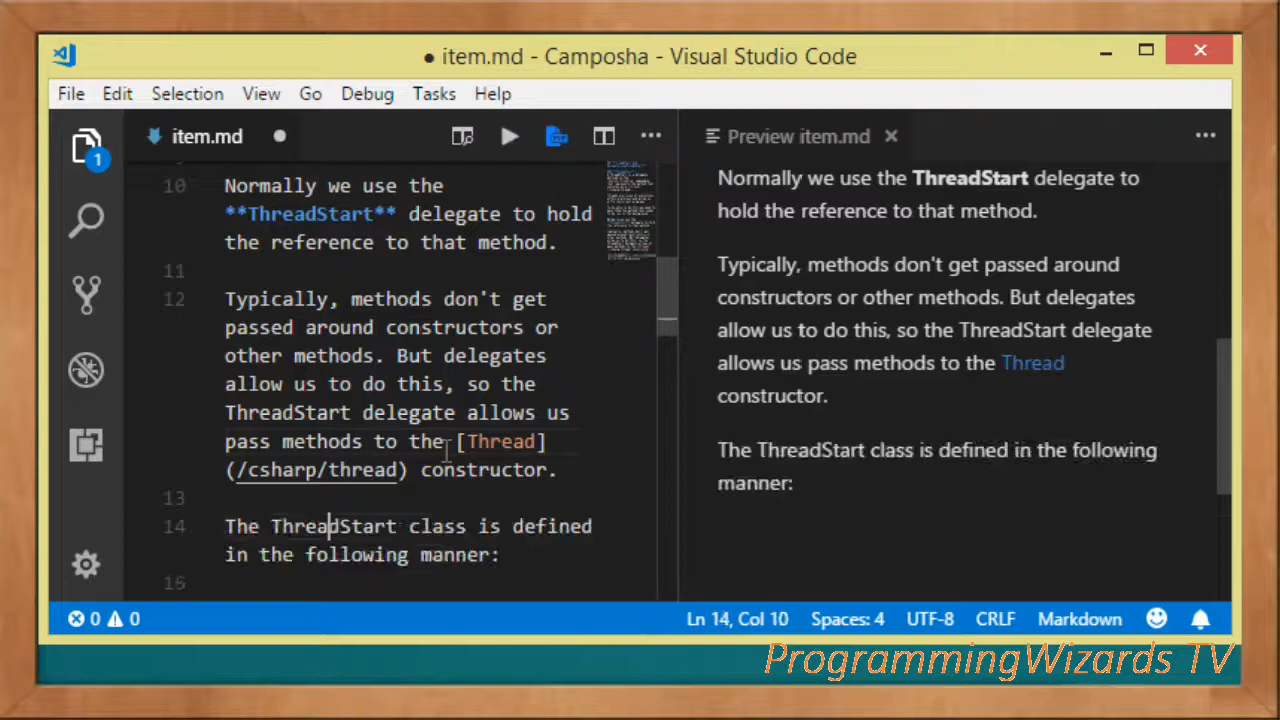 ● item.md - Camposha - Visual Studio Code
File Edit Selection View Go Debug Tasks Help
1
item.md
10 Normally we use the
**ThreadStart** delegate to hold
the reference to that method.
11
12 Typically, methods don't get
passed around constructors or
other methods. But delegates
allow us to do this, so the
ThreadStart delegate allows us
pass methods to the [Thread]
(/csharp/thread) constructor.
13
14 The ThreadStart class is defined
in the following manner:
Preview item.md
Normally we use the ThreadStart delegate to
hold the reference to that method.
Typically, methods don't get passed around
constructors or other methods. But delegates
allow us to do this, so the ThreadStart delegate
allows us pass methods to the Thread
constructor.
The ThreadStart class is defined in the following
manner:
0 0 Ln 14, Col 10 Spaces: 4 UTF-8 CRLF Markdown
ProgrammingWizards TV